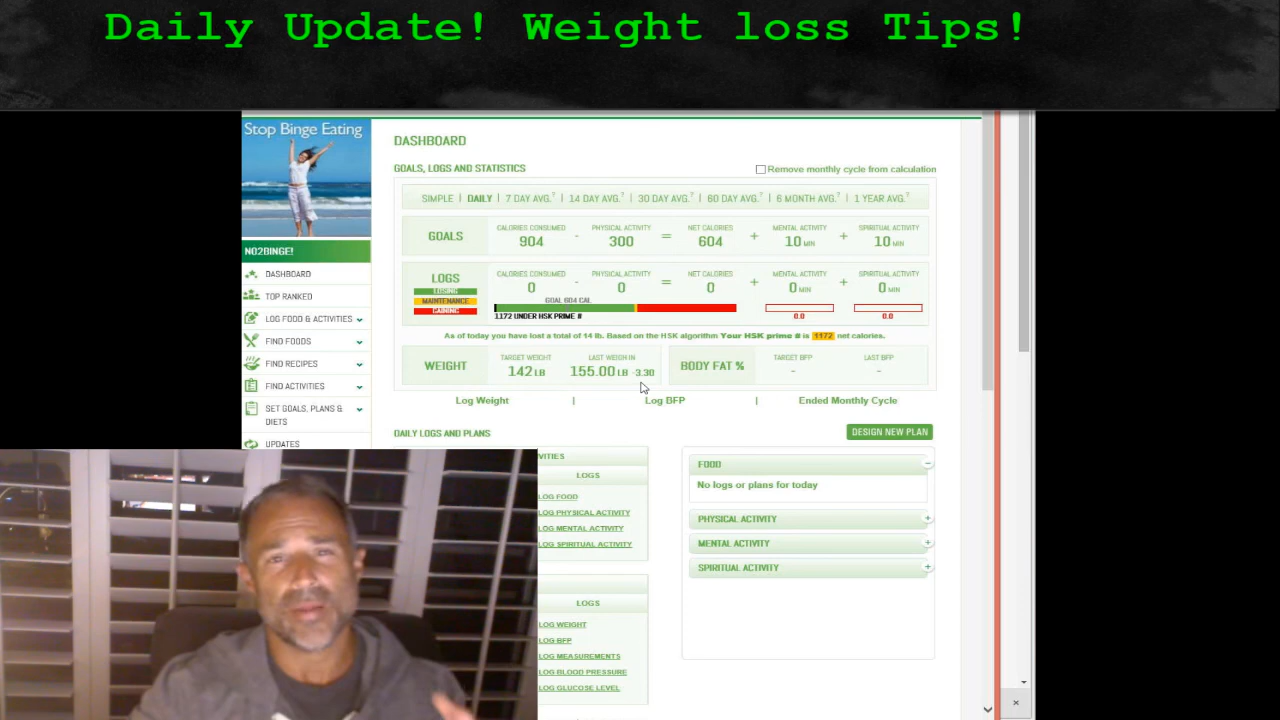 Daily Update! Weight loss Tips!
Stop Binge Eating
NO2BINGE!
DASHBOARD
TOP RANKED
LOG FOOD & ACTIVITIES
FIND FOODS
FIND RECIPES
FIND ACTIVITIES
SET GOALS, PLANS &
DIETS
UPDATES
DASHBOARD
GOALS, LOGS AND STATISTICS
Remove monthly cycle from calculation
SIMPLE | DAILY | 7 DAY AVG.? | 14 DAY AVG.? | 30 DAY AV.? | 60 DAY AV.? | 6 MONTH AV.? | 1 YEAR AV.?
GOALS
CALORIES CONSUMED PHYSICAL ACTIVITY NET CALORIES MENTAL ACTIVITY SPIRITUAL ACTIVITY
904 - 300 = 604 + 10 MIN + 10 MIN
LOGS
LOSING
MAINTENANCE
GAINING
CALORIES CONSUMED PHYSICAL ACTIVITY NET CALORIES MENTAL ACTIVITY SPIRITUAL ACTIVITY
0 - 0 = 0 + 0 MIN + 0 MIN
GOAL 604 CAL
1172 UNDER HSK PRIME # 0.0 0.0
As of today you have lost a total of 14 lb. Based on the HSK algorithm Your HSK prime # is 1172 net calories.
WEIGHT
TARGET WEIGHT LAST WEIGH IN
142 LB 155.00 LB -3.30
BODY FAT %
TARGET BFP LAST BFP
- -
Log Weight | Log BFP | Ended Monthly Cycle
DAILY LOGS AND PLANS
DESIGN NEW PLAN
VITIES
LOGS
LOG FOOD
LOG PHYSICAL ACTIVITY
LOG MENTAL ACTIVITY
LOG SPIRITUAL ACTIVITY
LOGS
LOG WEIGHT
LOG BFP
LOG MEASUREMENTS
LOG BLOOD PRESSURE
LOG GLUCOSE LEVEL
FOOD
No logs or plans for today
PHYSICAL ACTIVITY
MENTAL ACTIVITY
SPIRITUAL ACTIVITY